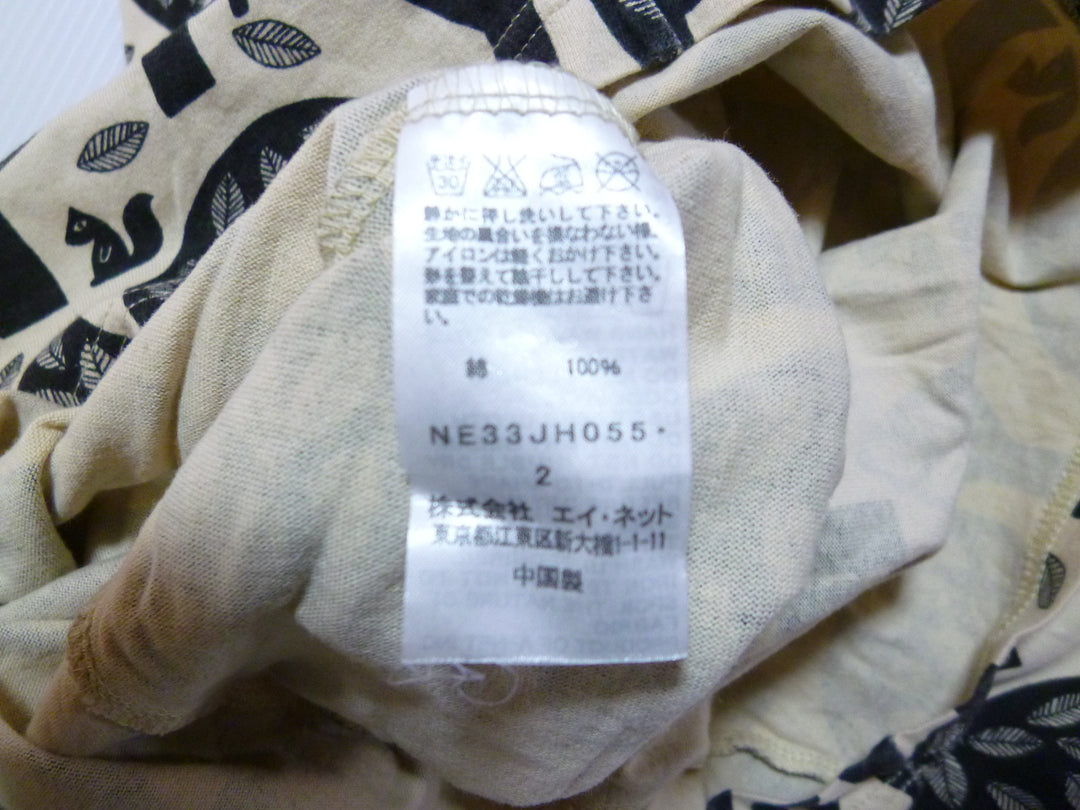 手洗イ
30
静かに押し洗いして下さい。
生地の風合いを損なわない様、
アイロンは軽くおかけ下さい。
形を整えて陰干しして下さい。
家庭での乾燥機はお避け下さ
い。
綿 100%
NE33JH055・
2
株式会社 エイ・ネット
東京都江東区新大橋1-1-11
中国製